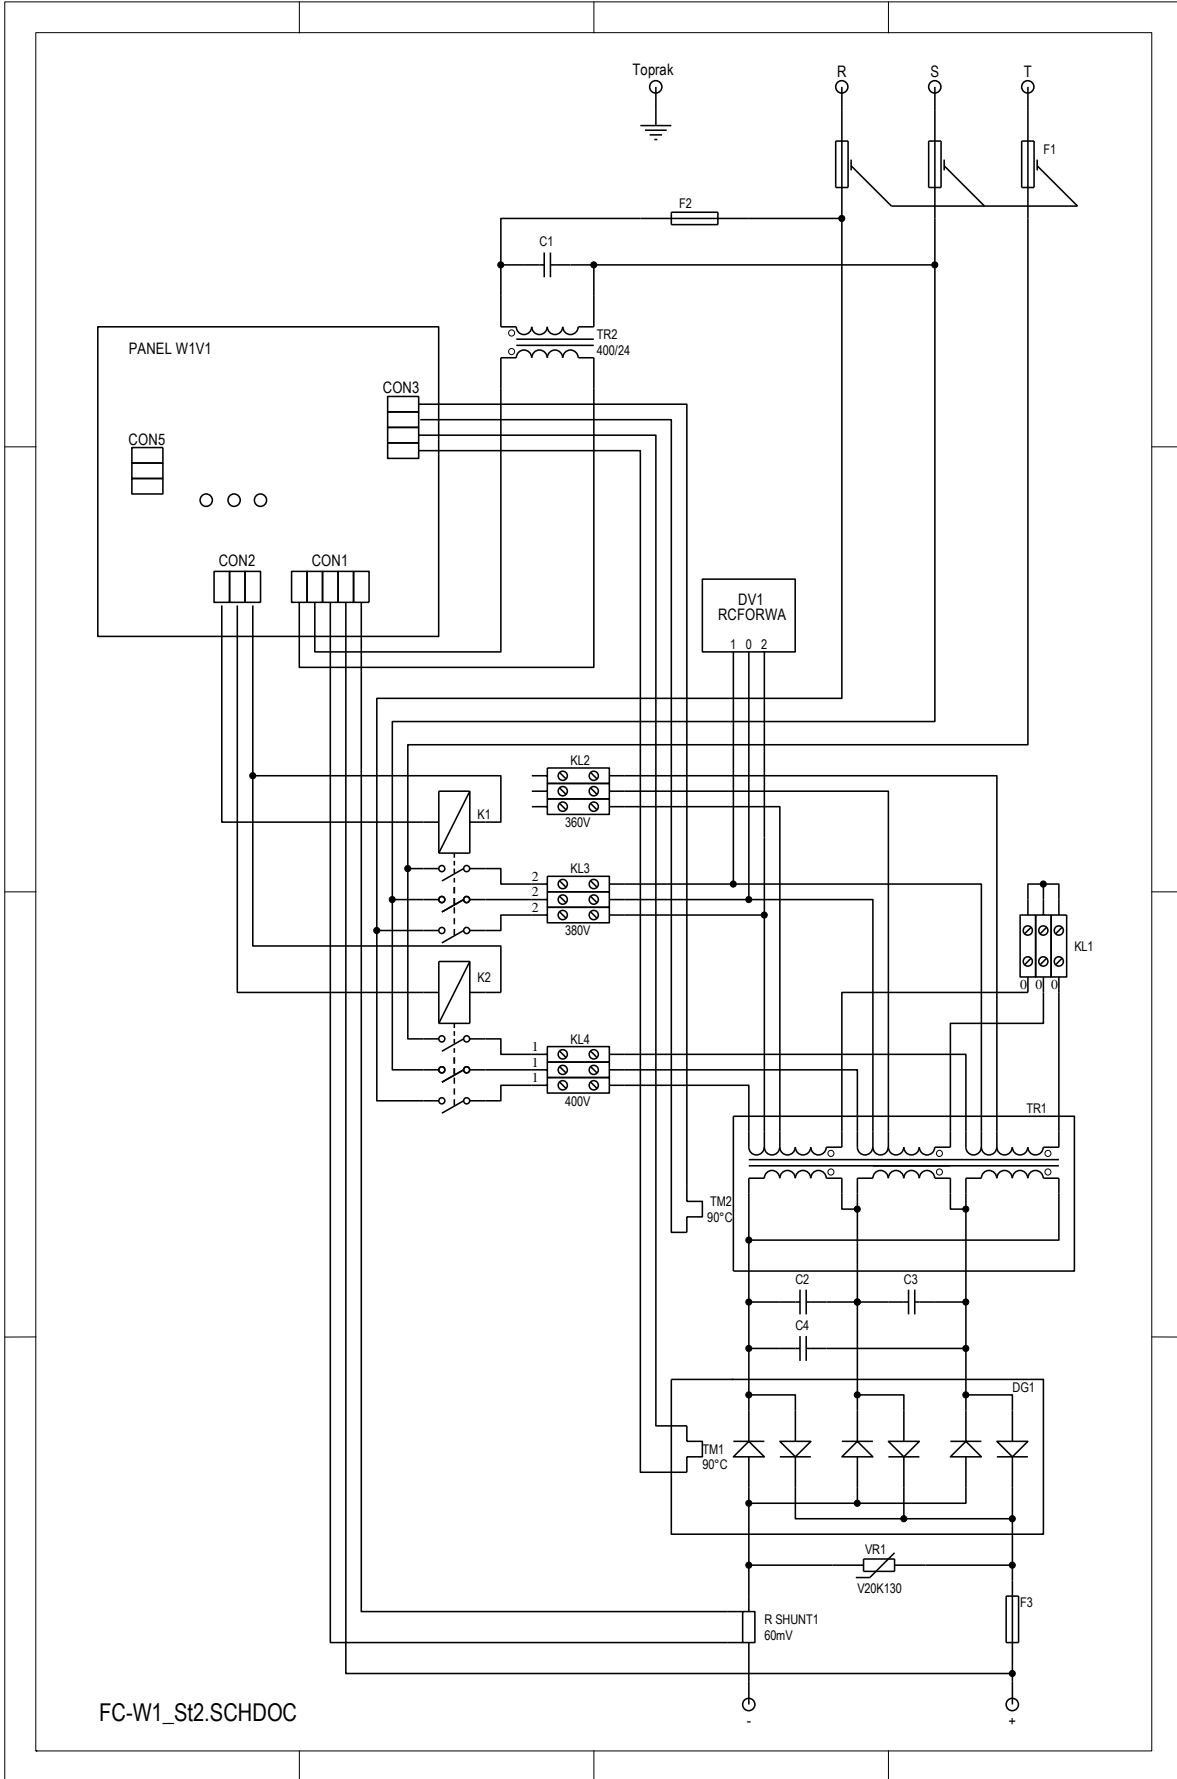 Toprak
R
S
T
F1
F2
C1
TR2
400/24
PANEL W1V1
CON3
CON5
CON2
CON1
DV1
RCFORWA
1 0 2
KL2
360V
K1
KL3
2
2
2
380V
KL1
0 0 0
K2
KL4
1
1
1
400V
TR1
TM2
90°C
C2
C3
C4
DG1
TM1
90°C
VR1
V20K130
F3
R SHUNT1
60mV
FC-W1_St2.SCHDOC
-
+